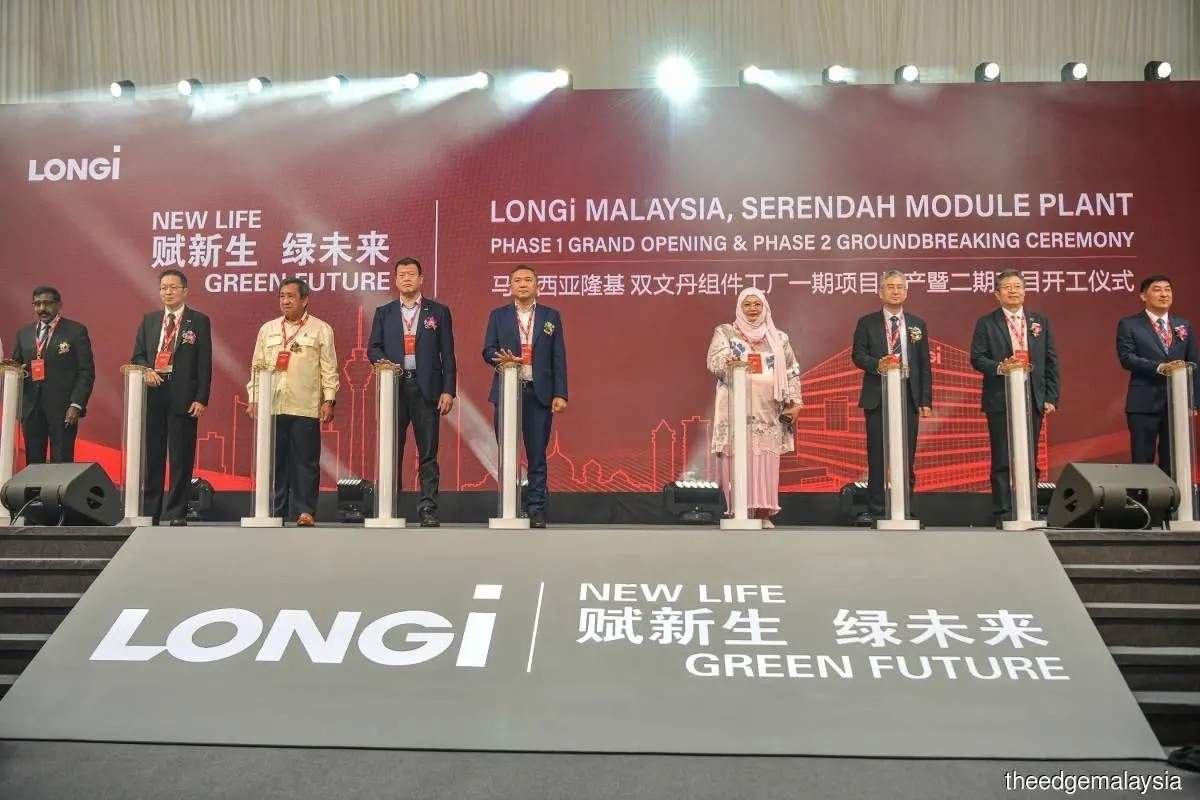 LONGi
NEW LIFE
赋新生 绿未来
GREEN FUTURE
LONGi MALAYSIA, SERENDAH MODULE PLANT
PHASE 1 GRAND OPENING & PHASE 2 GROUNDBREAKING CEREMONY
马 西亚隆基 双文丹组件工厂一期项目 产暨二期 目开工仪式
LONGi
NEW LIFE
赋新生 绿未来
GREEN FUTURE
theedgemalaysia